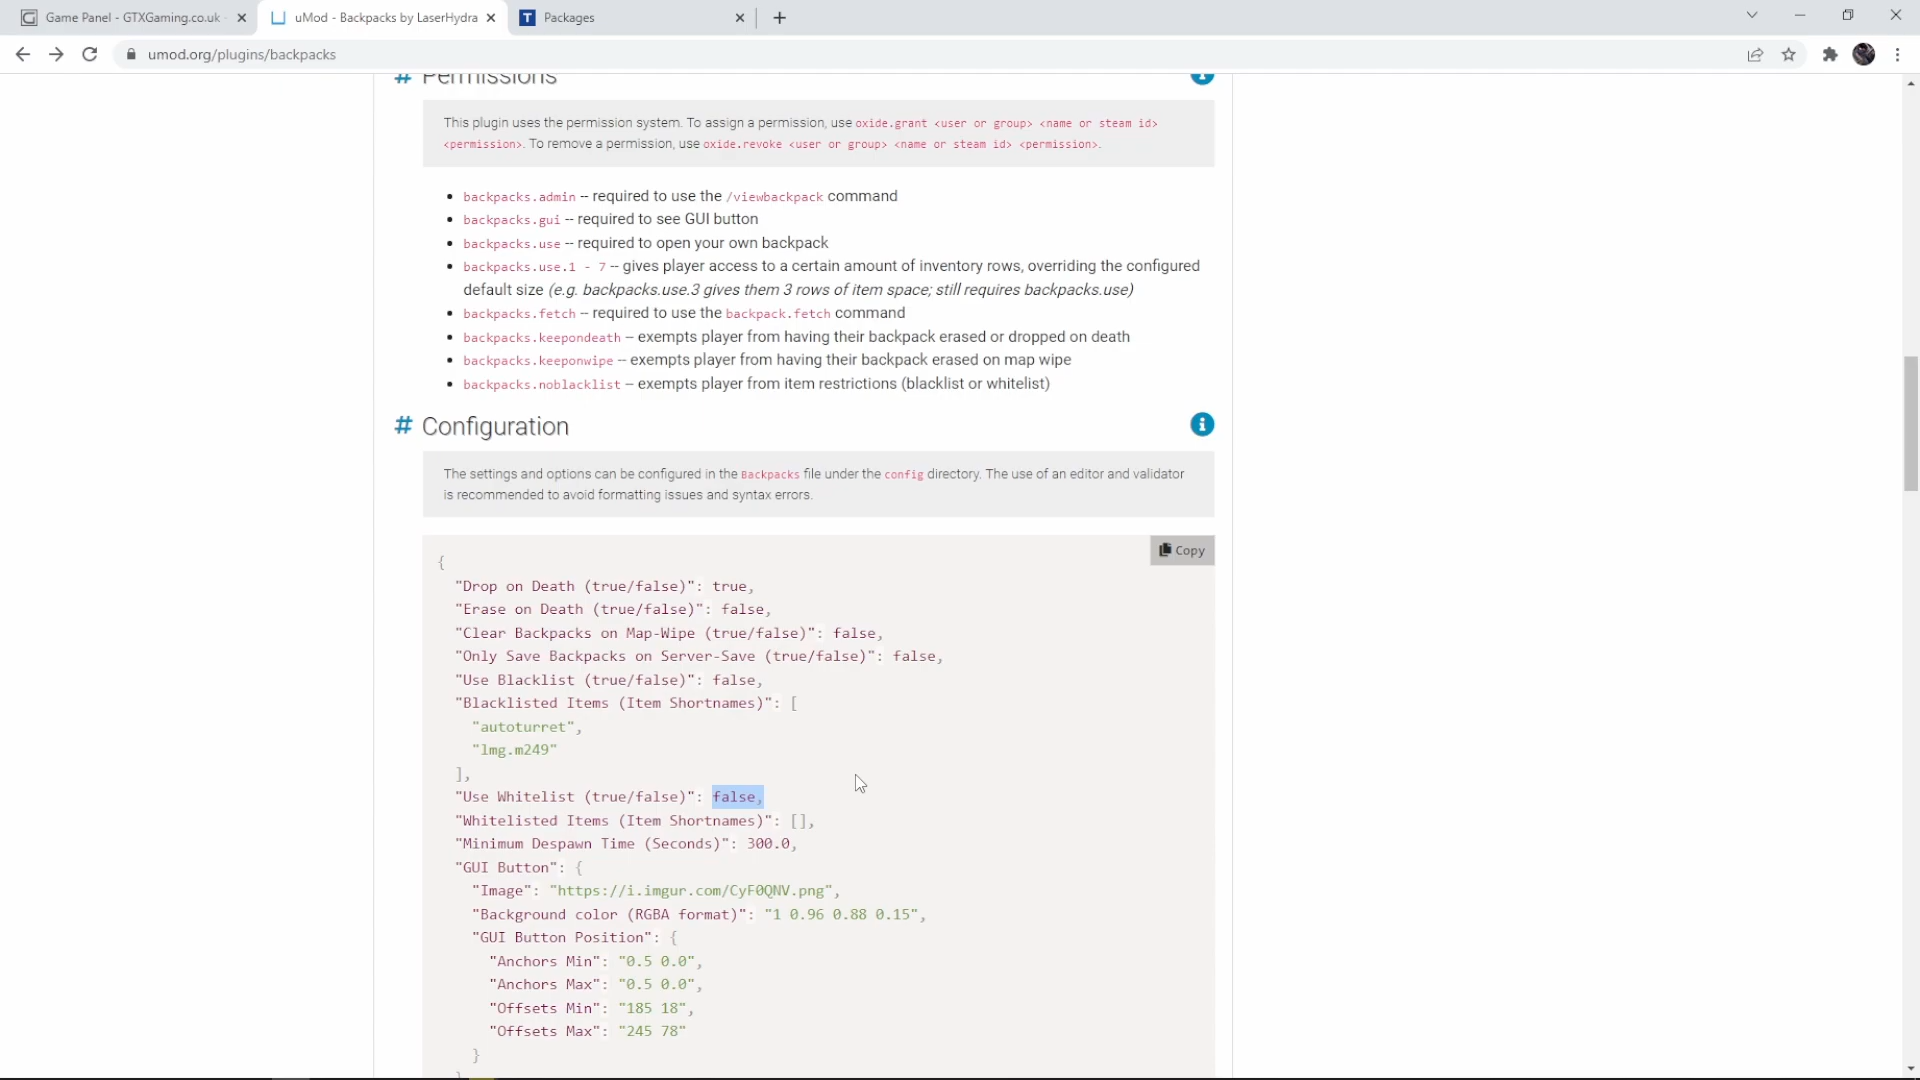 Game Panel - GTXGaming.co.uk
uMod - Backpacks by LaserHydra
Packages
umod.org/plugins/backpacks
# Permissions
This plugin uses the permission system. To assign a permission, use oxide.grant <user or group> <name or steam id>
<permission>. To remove a permission, use oxide.revoke <user or group> <name or steam id> <permission>.
• backpacks.admin -- required to use the /viewbackpack command
• backpacks.gui -- required to see GUI button
• backpacks.use -- required to open your own backpack
• backpacks.use.1 - 7 -- gives player access to a certain amount of inventory rows, overriding the configured
default size (e.g. backpacks.use.3 gives them 3 rows of item space; still requires backpacks.use)
• backpacks.fetch -- required to use the backpack.fetch command
• backpacks.keepondeath -- exempts player from having their backpack erased or dropped on death
• backpacks.keeponwipe -- exempts player from having their backpack erased on map wipe
• backpacks.noblacklist -- exempts player from item restrictions (blacklist or whitelist)
# Configuration
The settings and options can be configured in the Backpacks file under the config directory. The use of an editor and validator
is recommended to avoid formatting issues and syntax errors.
Copy
{
"Drop on Death (true/false)": true,
"Erase on Death (true/false)": false,
"Clear Backpacks on Map-Wipe (true/false)": false,
"Only Save Backpacks on Server-Save (true/false)": false,
"Use Blacklist (true/false)": false,
"Blacklisted Items (Item Shortnames)": [
"autoturret",
"lmg.m249"
],
"Use Whitelist (true/false)": false,
"Whitelisted Items (Item Shortnames)": [],
"Minimum Despawn Time (Seconds)": 300.0,
"GUI Button": {
"Image": "https://i.imgur.com/CyF0QNV.png",
"Background color (RGBA format)": "1 0.96 0.88 0.15",
"GUI Button Position": {
"Anchors Min": "0.5 0.0",
"Anchors Max": "0.5 0.0",
"Offsets Min": "185 18",
"Offsets Max": "245 78"
}